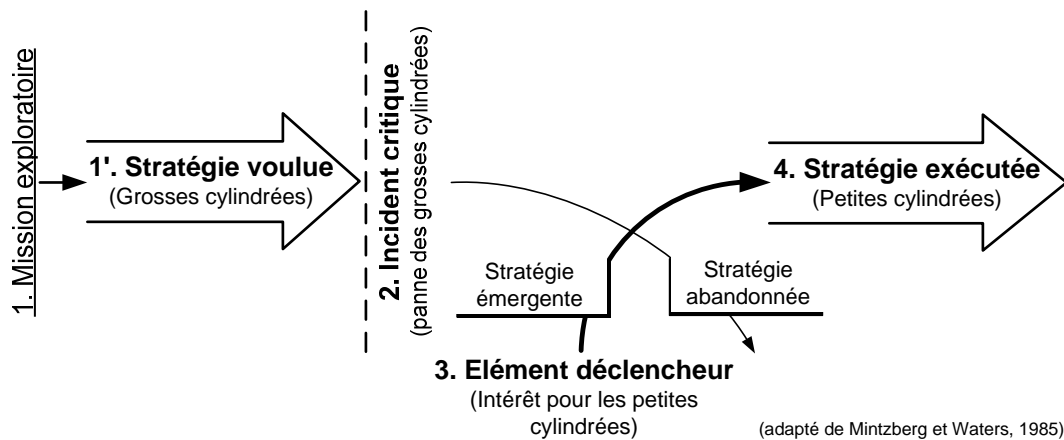 1. Mission exploratoire
1'. Stratégie voulue
(Grosses cylindrées)
2. Incident critique
(panne des grosses cylindrées)
Stratégie
émergente
Stratégie
abandonnée
3. Elément déclencheur
(Intérêt pour les petites
cylindrées)
4. Stratégie exécutée
(Petites cylindrées)
(adapté de Mintzberg et Waters, 1985)